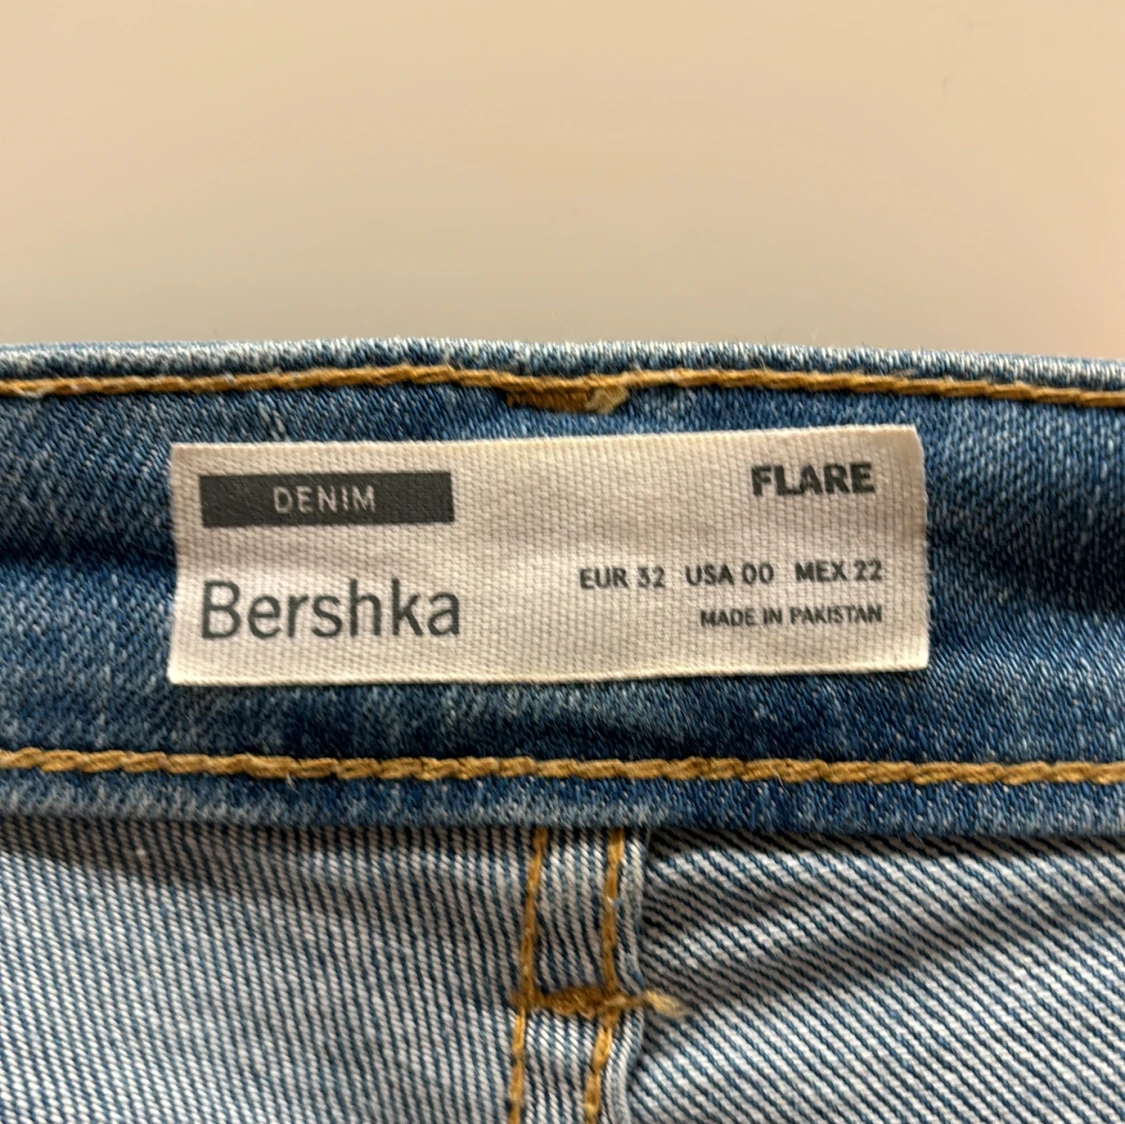 DENIM
FLARE
Bershka
EUR 32 USA 00 MEX 22
MADE IN PAKISTAN